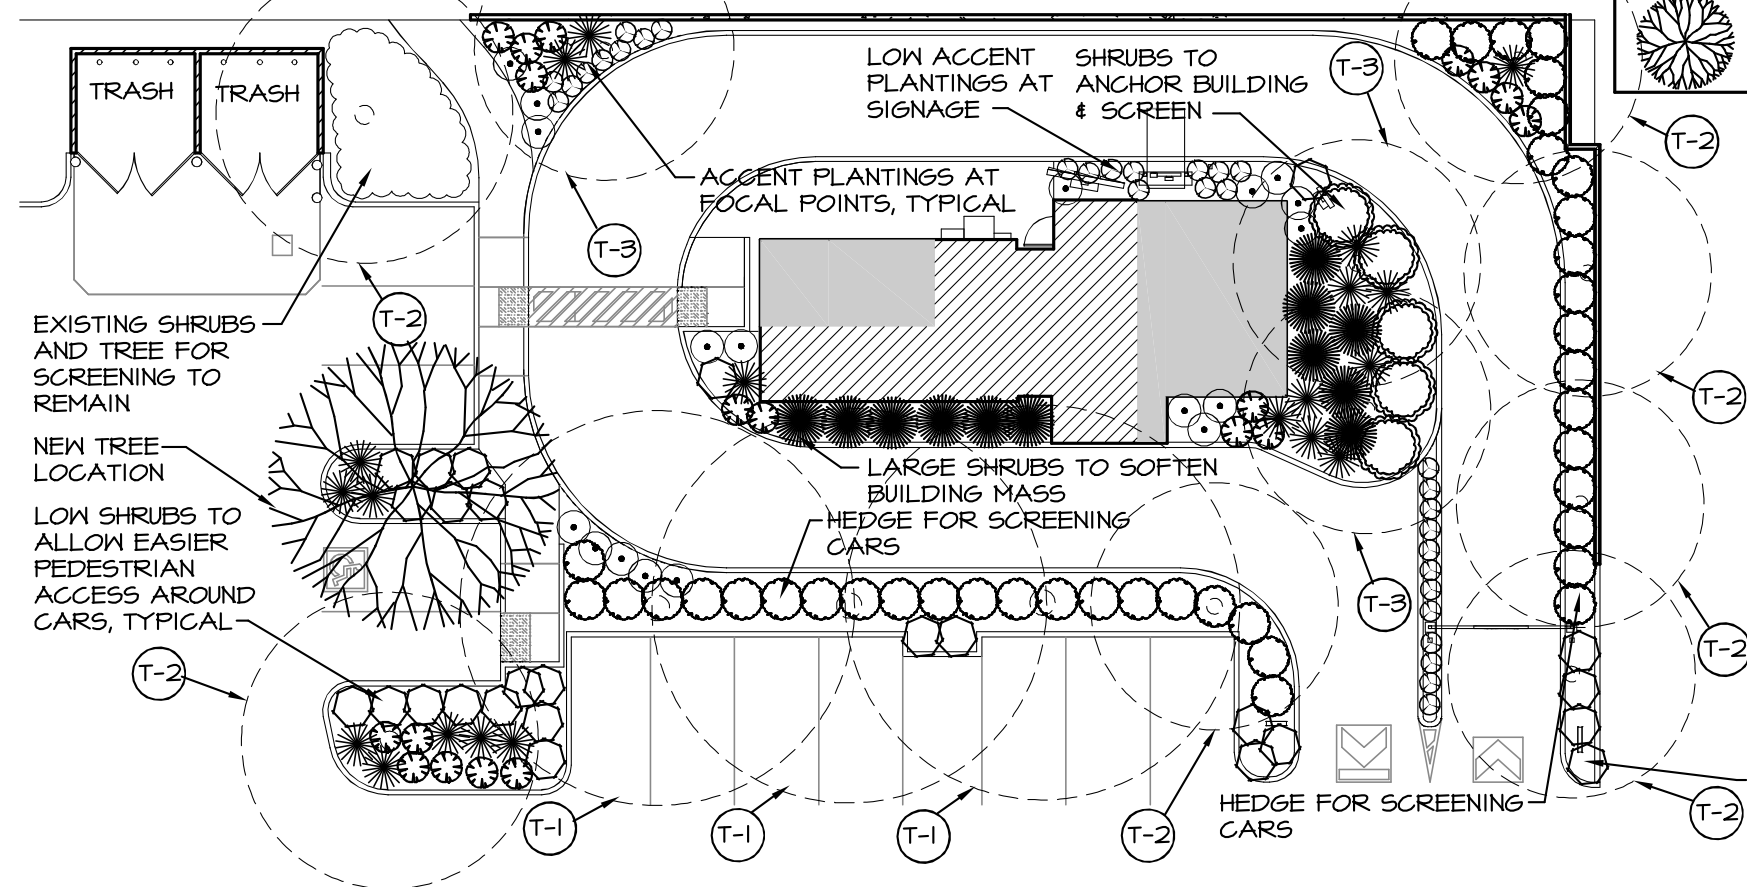 TRASH
TRASH
LOW ACCENT
PLANTINGS AT
SIGNAGE
SHRUBS TO
ANCHOR BUILDING
& SCREEN
T-3
T-2
ACCENT PLANTINGS AT
FOCAL POINTS, TYPICAL
T-3
T-2
EXISTING SHRUBS
AND TREE FOR
SCREENING TO
REMAIN
T-2
NEW TREE
LOCATION
LARGE SHRUBS TO SOFTEN
BUILDING MASS
HEDGE FOR SCREENING
CARS
LOW SHRUBS TO
ALLOW EASIER
PEDESTRIAN
ACCESS AROUND
CARS, TYPICAL
T-3
T-2
T-2
HEDGE FOR SCREENING
CARS
T-2
T-1
T-1
T-1
T-2